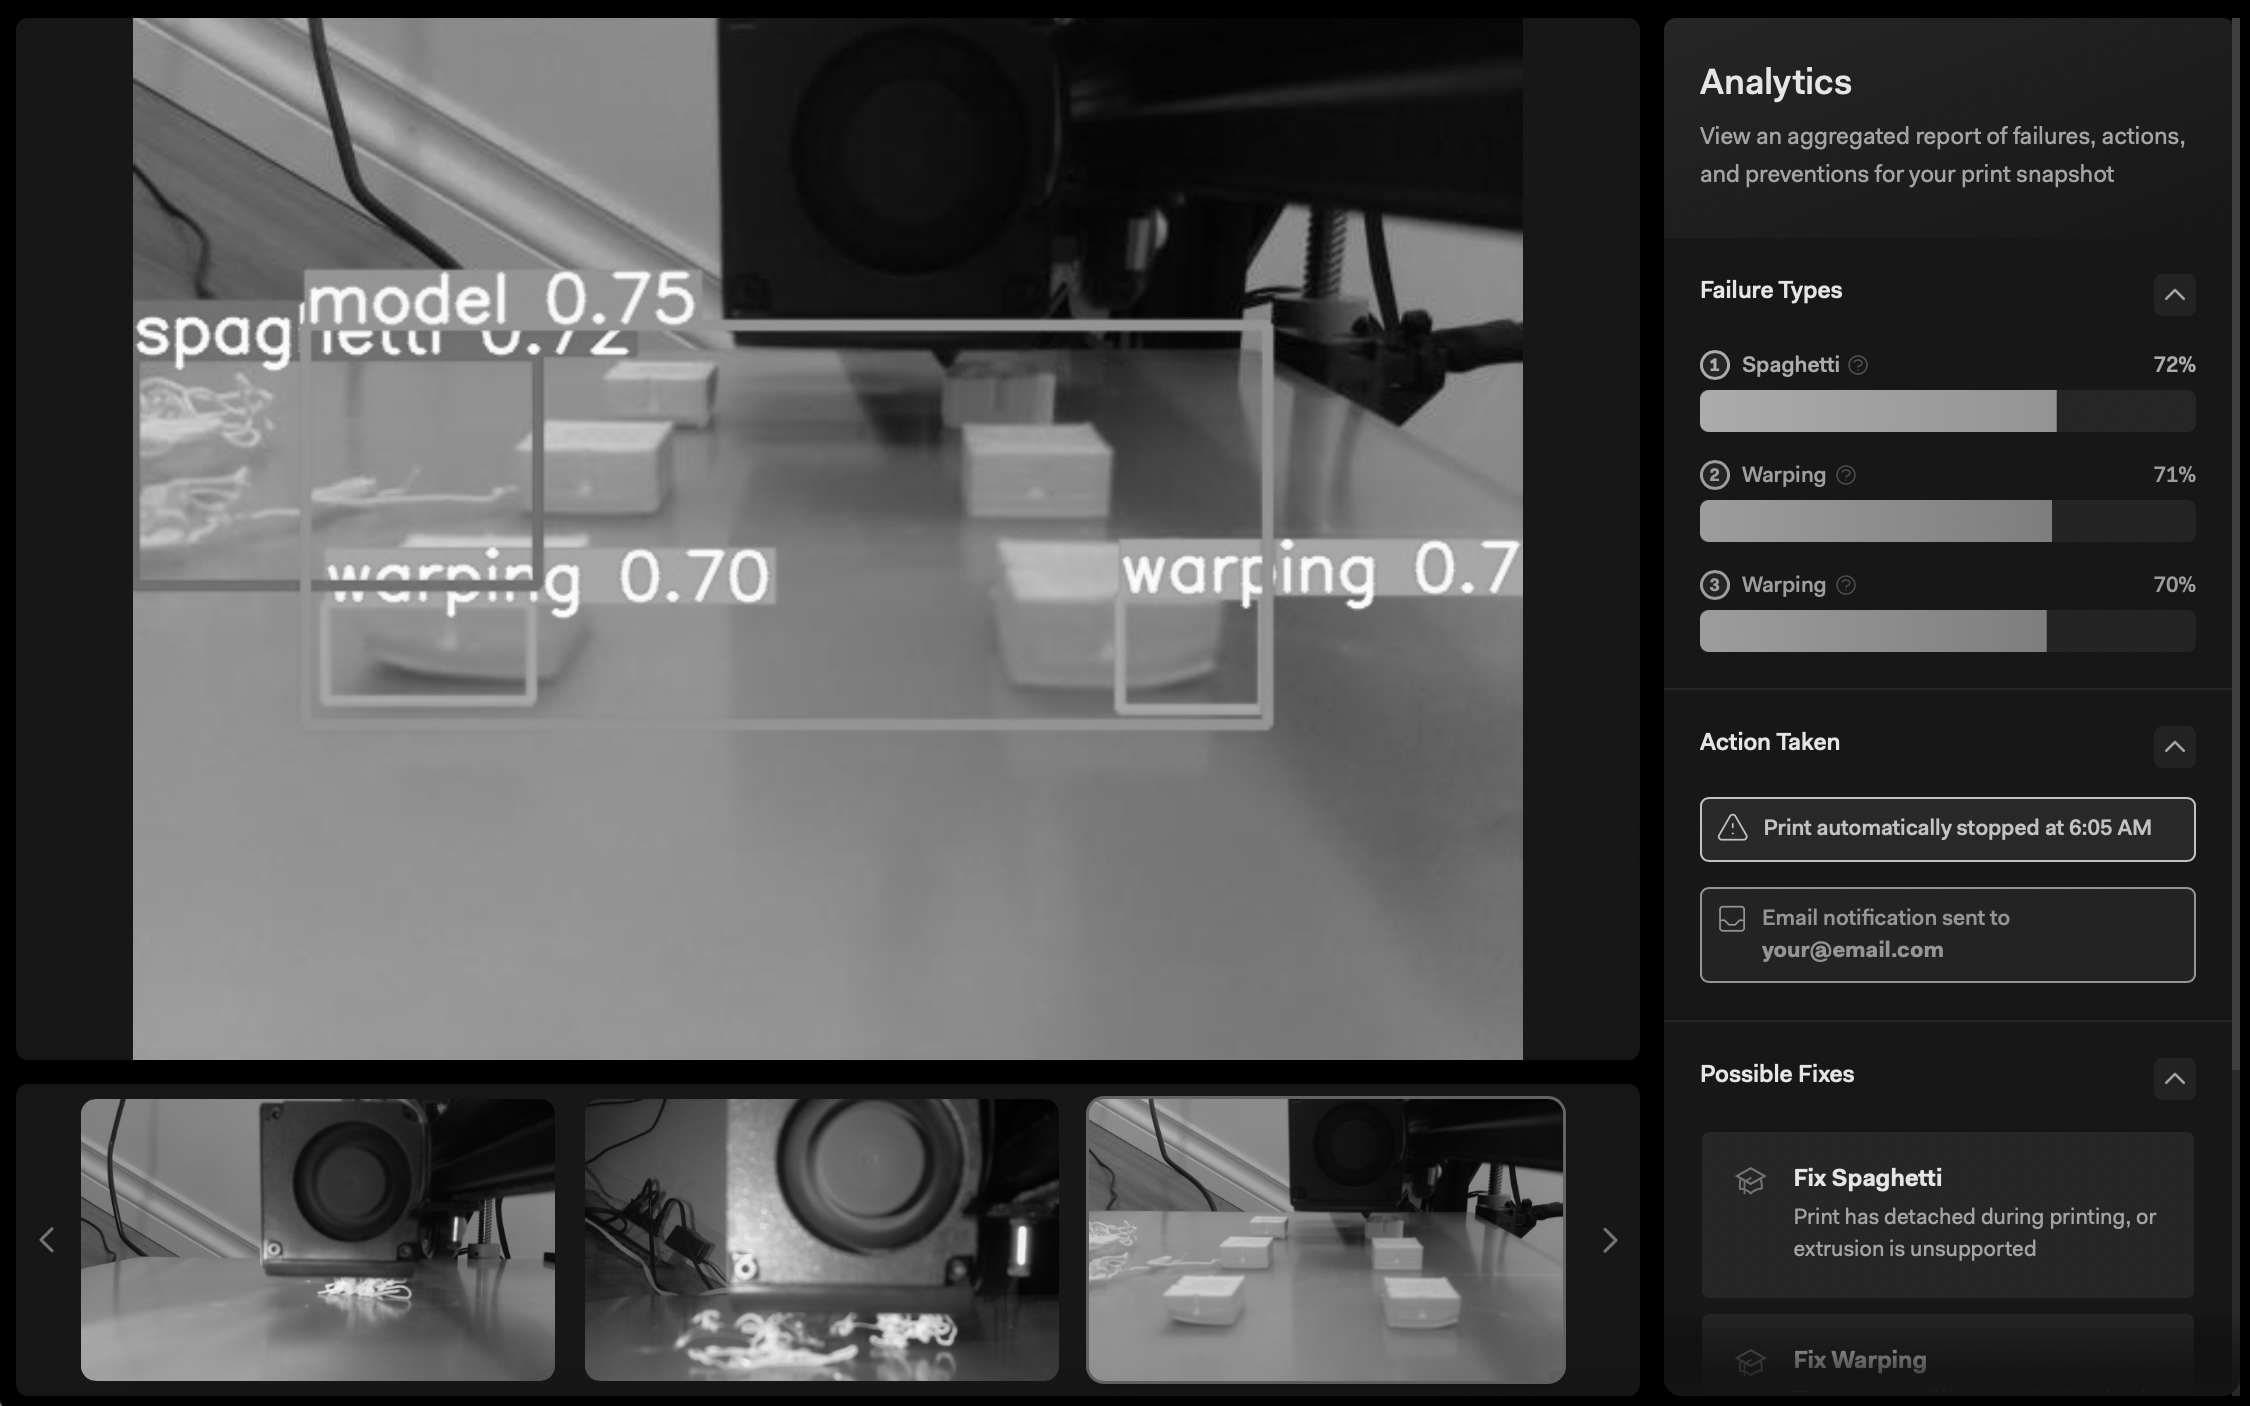 model 0.75
spaghetti 0.72
warping 0.70
warping 0.7
Analytics
View an aggregated report of failures, actions,
and preventions for your print snapshot
Failure Types
1 Spaghetti ? 72%
2 Warping ? 71%
3 Warping ? 70%
Action Taken
Print automatically stopped at 6:05 AM
Email notification sent to
your@email.com
Possible Fixes
Fix Spaghetti
Print has detached during printing, or
extrusion is unsupported
Fix Warping